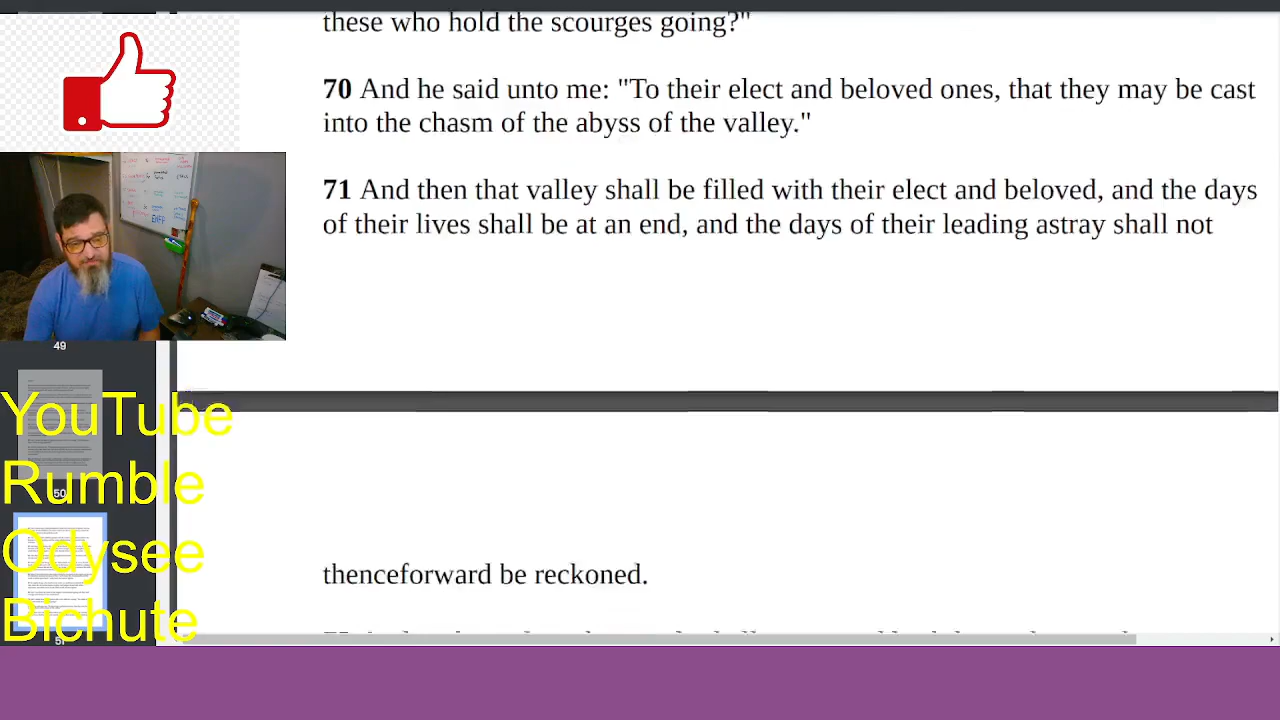 these who hold the scourges going?"
70 And he said unto me: "To their elect and beloved ones, that they may be cast
into the chasm of the abyss of the valley."
71 And then that valley shall be filled with their elect and beloved, and the days
of their lives shall be at an end, and the days of their leading astray shall not
thenceforward be reckoned.
49
50
51
YouTube
Rumble
Odysee
Bichute